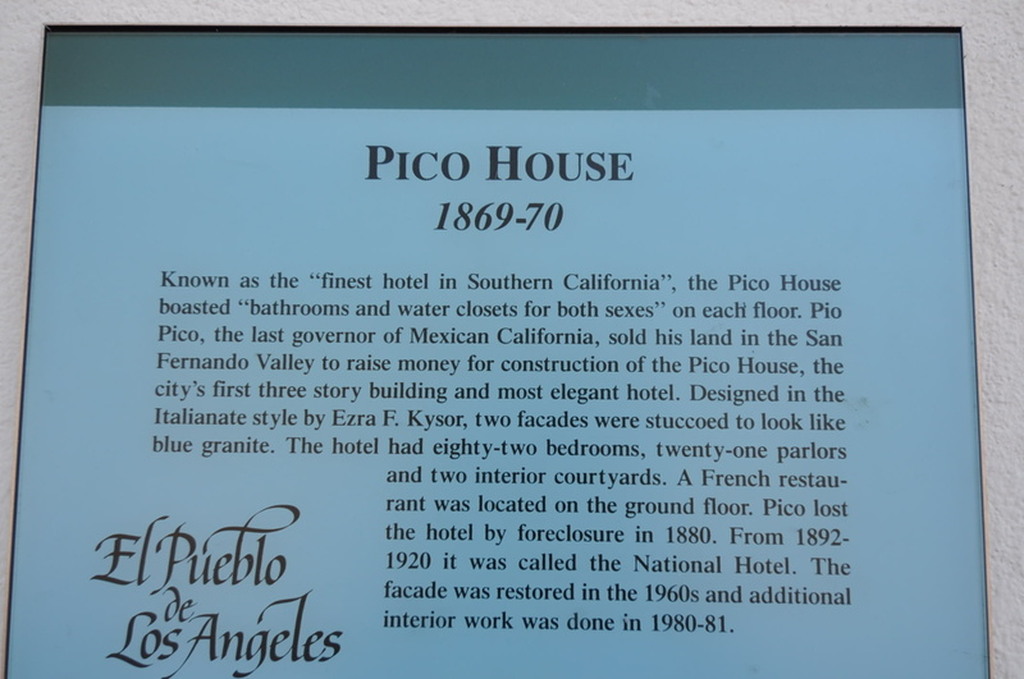 PICO HOUSE
1869-70
Known as the “finest hotel in Southern California”, the Pico House
boasted “bathrooms and water closets for both sexes” on each floor. Pio
Pico, the last governor of Mexican California, sold his land in the San
Fernando Valley to raise money for construction of the Pico House, the
city’s first three story building and most elegant hotel. Designed in the
Italianate style by Ezra F. Kysor, two facades were stuccoed to look like
blue granite. The hotel had eighty-two bedrooms, twenty-one parlors
and two interior courtyards. A French restau-
rant was located on the ground floor. Pico lost
the hotel by foreclosure in 1880. From 1892-
1920 it was called the National Hotel. The
facade was restored in the 1960s and additional
interior work was done in 1980-81.
El Pueblo
de
Los Angeles